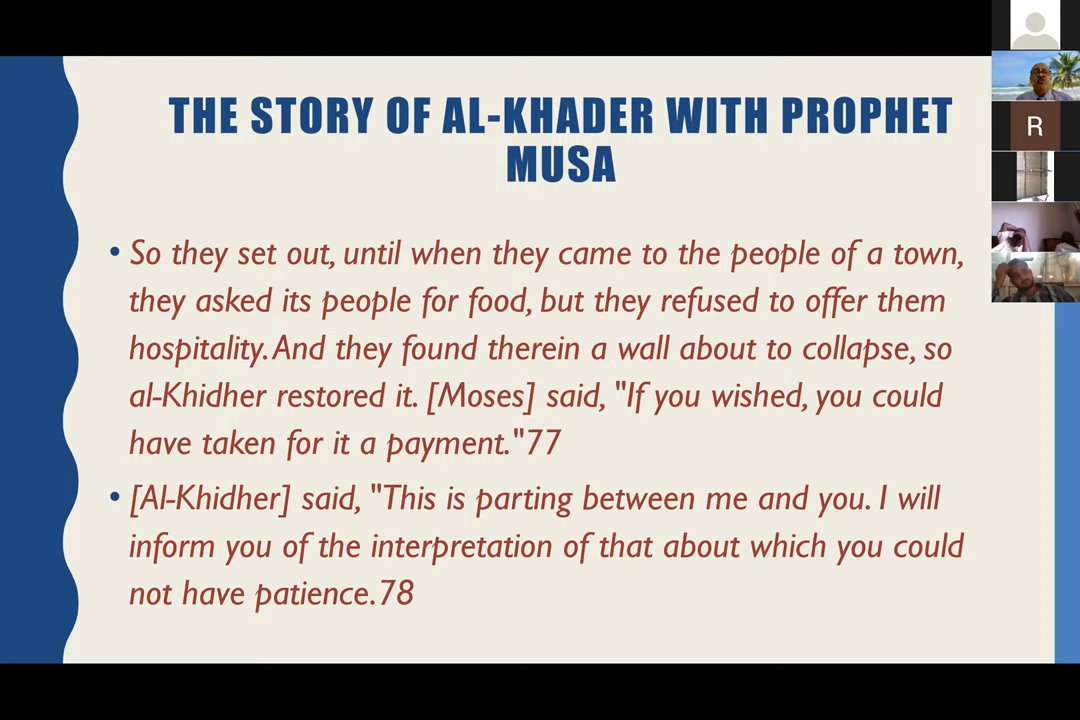 THE STORY OF AL-KHADER WITH PROPHET
MUSA
• So they set out, until when they came to the people of a town,
they asked its people for food, but they refused to offer them
hospitality. And they found therein a wall about to collapse, so
al-Khidher restored it. [Moses] said, "If you wished, you could
have taken for it a payment."77
• [Al-Khidher] said, "This is parting between me and you. I will
inform you of the interpretation of that about which you could
not have patience.78
R